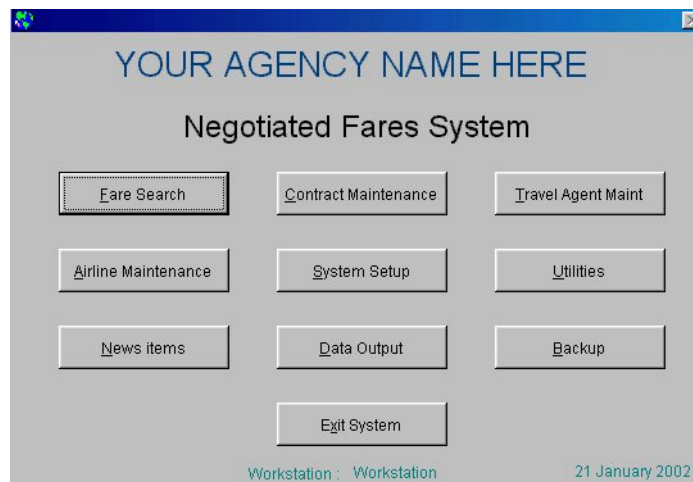 YOUR AGENCY NAME HERE
Negotiated Fares System
Fare Search Contract Maintenance Travel Agent Maint
Airline Maintenance System Setup Utilities
News items Data Output Backup
Exit System
Workstation : Workstation 21 January 2002